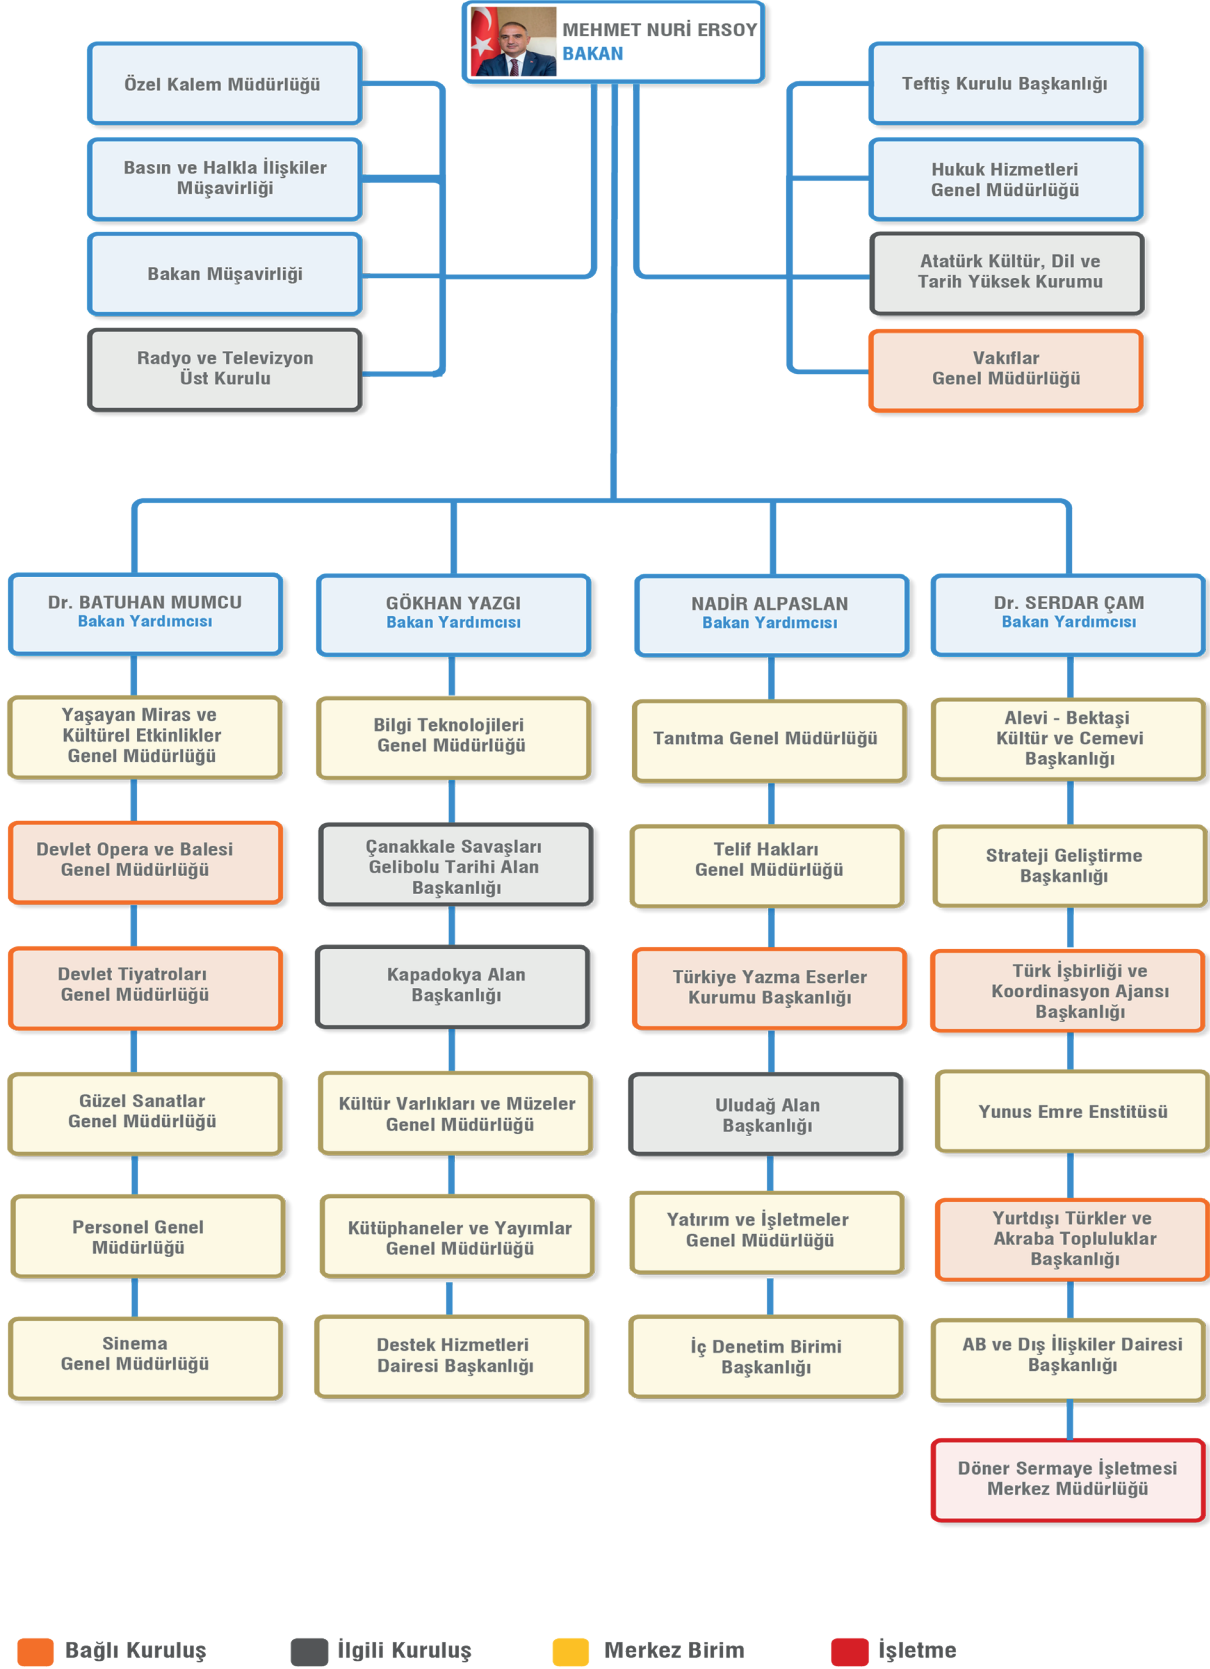 MEHMET NURİ ERSOY
BAKAN
Özel Kalem Müdürlüğü
Basın ve Halkla İlişkiler
Müşavirliği
Bakan Müşavirliği
Radyo ve Televizyon
Üst Kurulu
Teftiş Kurulu Başkanlığı
Hukuk Hizmetleri
Genel Müdürlüğü
Atatürk Kültür, Dil ve
Tarih Yüksek Kurumu
Vakıflar
Genel Müdürlüğü
Dr. BATUHAN MUMCU
Bakan Yardımcısı
Yaşayan Miras ve
Kültürel Etkinlikler
Genel Müdürlüğü
Devlet Opera ve Balesi
Genel Müdürlüğü
Devlet Tiyatroları
Genel Müdürlüğü
Güzel Sanatlar
Genel Müdürlüğü
Personel Genel
Müdürlüğü
Sinema
Genel Müdürlüğü
GÖKHAN YAZGI
Bakan Yardımcısı
Bilgi Teknolojileri
Genel Müdürlüğü
Çanakkale Savaşları
Gelibolu Tarihi Alan
Başkanlığı
Kapadokya Alan
Başkanlığı
Kültür Varlıkları ve Müzeler
Genel Müdürlüğü
Kütüphaneler ve Yayımlar
Genel Müdürlüğü
Destek Hizmetleri
Dairesi Başkanlığı
NADİR ALPASLAN
Bakan Yardımcısı
Tanıtma Genel Müdürlüğü
Telif Hakları
Genel Müdürlüğü
Türkiye Yazma Eserler
Kurumu Başkanlığı
Uludağ Alan
Başkanlığı
Yatırım ve İşletmeler
Genel Müdürlüğü
İç Denetim Birimi
Başkanlığı
Dr. SERDAR ÇAM
Bakan Yardımcısı
Alevi - Bektaşi
Kültür ve Cemevi
Başkanlığı
Strateji Geliştirme
Başkanlığı
Türk İşbirliği ve
Koordinasyon Ajansı
Başkanlığı
Yunus Emre Enstitüsü
Yurtdışı Türkler ve
Akraba Topluluklar
Başkanlığı
AB ve Dış İlişkiler Dairesi
Başkanlığı
Döner Sermaye İşletmesi
Merkez Müdürlüğü
Bağlı Kuruluş
İlgili Kuruluş
Merkez Birim
İşletme